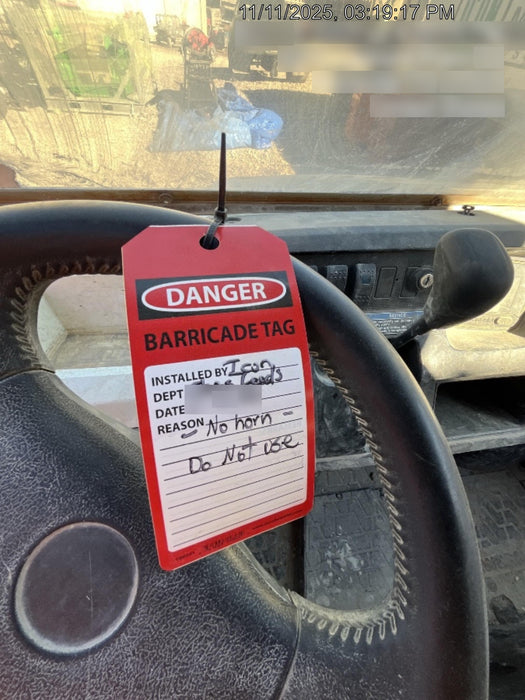 11/11/2025, 03:19:17 PM
DANGER
BARRICADE TAG
INSTALLED BY Icon
DEPT
DATE
REASON - No horn -
Do Not use